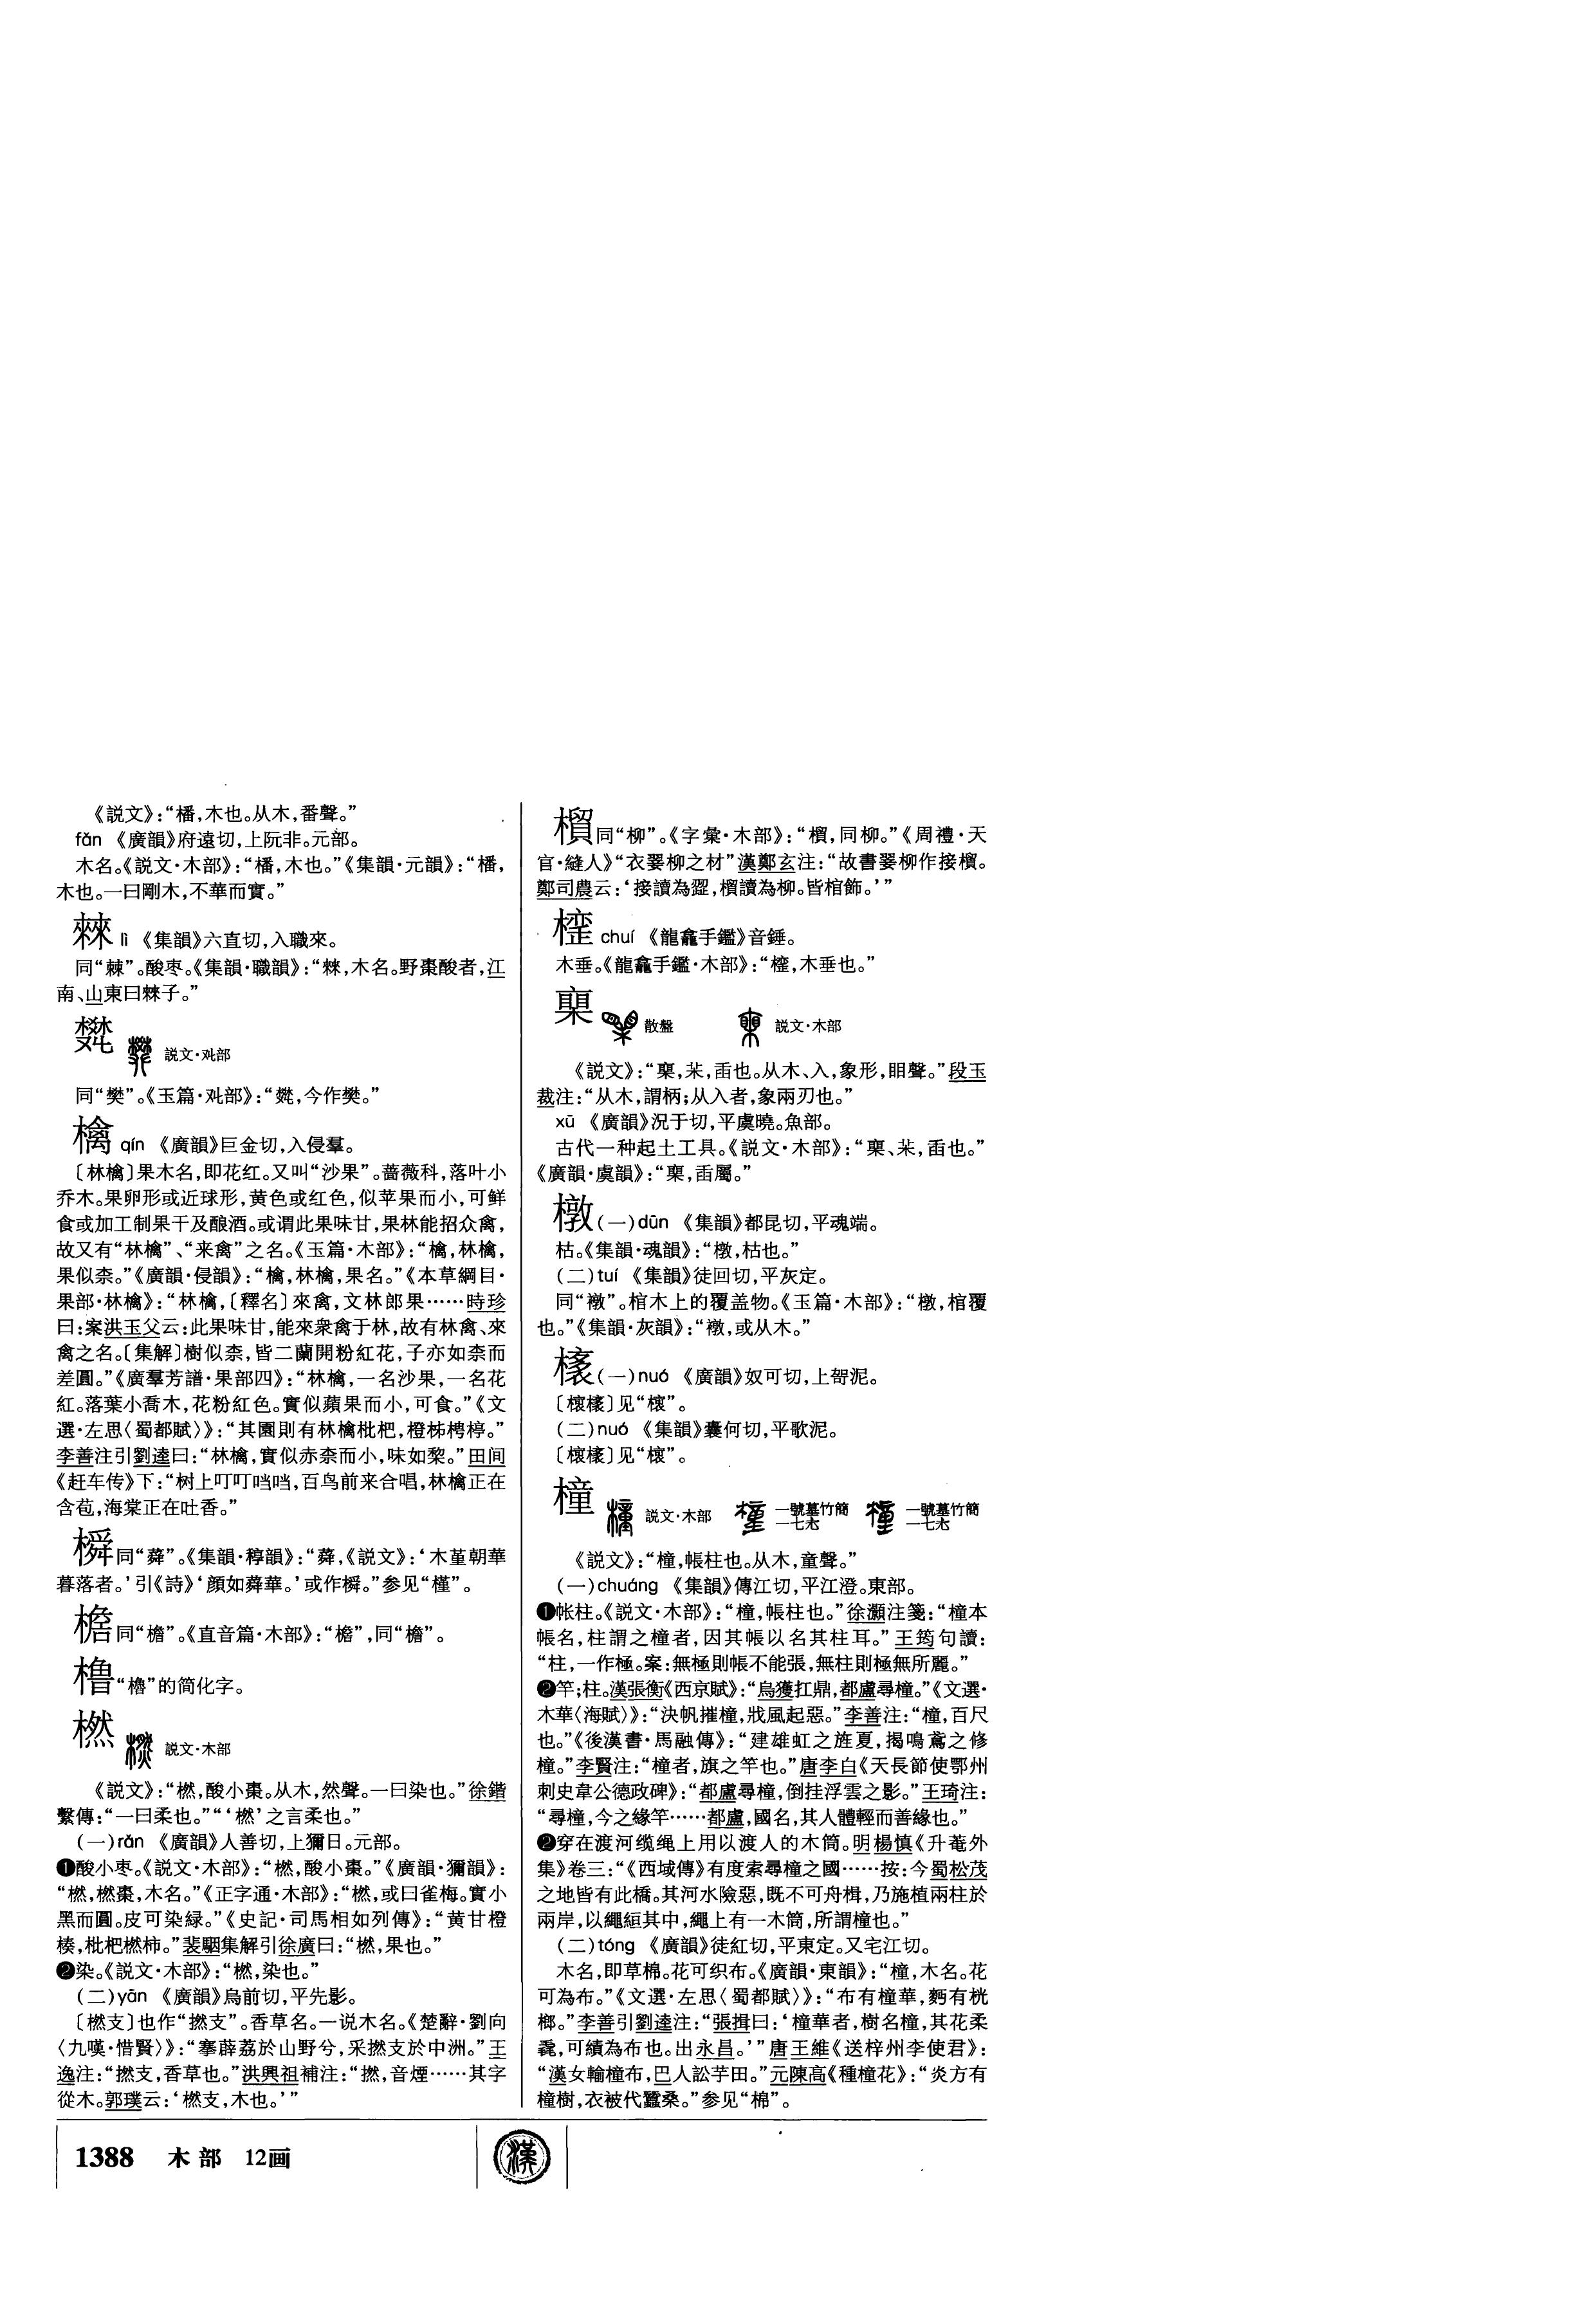 《説文》：“橎，木也。从木，番聲。”
fǎn 《廣韻》府遠切，上阮非。元部。
木名。《説文·木部》：“橎，木也。”《集韻·元韻》：“橎，
木也。一曰剛木，不華而實。”
㯤 lì 《集韻》六直切，入職來。
同“棘”。酸枣。《集韻·職韻》：“㯤，木名。野棗酸者，江
南、山東曰㯤子。”
説文·𠬜部
同“樊”。《玉篇·𠬜部》：“，今作樊。”
檎 qín 《廣韻》巨金切，入侵羣。
〔林檎〕果木名，即花红。又叫“沙果”。蔷薇科，落叶小
乔木。果卵形或近球形，黄色或红色，似苹果而小，可鲜
食或加工制果干及酿酒。或谓此果味甘，果林能招众禽，
故又有“林檎”、“来禽”之名。《玉篇·木部》：“檎，林檎，
果似柰。”《廣韻·侵韻》：“檎，林檎，果名。”《本草綱目·
果部·林檎》：“林檎，〔釋名〕來禽，文林郎果……時珍
曰：案洪玉父云：此果味甘，能來衆禽于林，故有林禽、來
禽之名。〔集解〕樹似柰，皆二蘭開粉紅花，子亦如柰而
差圓。”《廣羣芳譜·果部四》：“林檎，一名沙果，一名花
紅。落葉小喬木，花粉紅色。實似蘋果而小，可食。”《文
選·左思〈蜀都賦〉》：“其園則有林檎枇杷，橙柹梬楟。”
李善注引劉逵曰：“林檎，實似赤柰而小，味如棃。”田间
《赶车传》下：“树上叮叮咣咣，百鸟前来合唱，林檎正在
含苞，海棠正在吐香。”
橓同“蕣”。《集韻·稕韻》：“蕣，《説文》：‘木堇朝華
暮落者。’引《詩》‘顔如蕣華。’或作橓。”参见“槿”。
同“檐”。《直音篇·木部》：“，同“檐”。
橹“櫓”的简化字。
橪 説文·木部
《説文》：“橪，酸小棗。从木，然聲。一曰染也。”徐鍇
繫傳：“一曰柔也。”“‘橪’之言柔也。”
（一）rǎn 《廣韻》人善切，上獮日。元部。
❶酸小枣。《説文·木部》：“橪，酸小棗。”《廣韻·獮韻》：
“橪，橪棗，木名。”《正字通·木部》：“橪，或曰雀梅。實小
黑而圓。皮可染緑。”《史記·司馬相如列傳》：“黄甘橙
楱，枇杷橪柿。”裴駰集解引徐廣曰：“橪，果也。”
❷染。《説文·木部》：“橪，染也。”
（二）yān 《廣韻》烏前切，平先影。
〔橪支〕也作“撚支”。香草名。一说木名。《楚辭·劉向
〈九嘆·惜賢〉》：“搴薜荔於山野兮，采撚支於中洲。”王
逸注：“撚支，香草也。”洪興祖補注：“撚，音煙……其字
從木。郭璞云：‘橪支，木也。’”
橮同“柳”。《字彙·木部》：“橮，同柳。”《周禮·天
官·縫人》“衣翣柳之材”漢鄭玄注：“故書翣柳作接橮。
鄭司農云：‘接讀為歰，橮讀為柳。皆棺飾。’”
chuí 《龍龕手鑑》音錘。
木垂。《龍龕手鑑·木部》：“，木垂也。”
㮆 散盤 説文·木部
《説文》：“㮆，𣎵，臿也。从木、入，象形，䀠聲。”段玉
裁注：“从木，謂柄；从入者，象兩刃也。”
xū 《廣韻》況于切，平虞曉。魚部。
古代一种起土工具。《説文·木部》：“㮆、𣎵，臿也。”
《廣韻·虞韻》：“㮆，臿屬。”
橔（一）dūn 《集韻》都昆切，平魂端。
枯。《集韻·魂韻》：“橔，枯也。”
（二）tuí 《集韻》徒回切，平灰定。
同“䙪”。棺木上的覆盖物。《玉篇·木部》：“橔，棺覆
也。”《集韻·灰韻》：“䙪，或从木。”
（一）nuó 《廣韻》奴可切，上哿泥。
〔〕见“”。
（二）nuó 《集韻》囊何切，平歌泥。
〔〕见“”。
橦 説文·木部 一號墓竹簡一七六 一號墓竹簡一七六
《説文》：“橦，帳柱也。从木，童聲。”
（一）chuáng 《集韻》傳江切，平江澄。東部。
❶帐柱。《説文·木部》：“橦，帳柱也。”徐灝注箋：“橦本
帳名，柱謂之橦者，因其帳以名其柱耳。”王筠句讀：
“柱，一作極。案：無極則帳不能張，無柱則極無所麗。”
❷竿；柱。漢張衡《西京賦》：“烏獲扛鼎，都盧尋橦。”《文選·
木華〈海賦〉》：“決帆摧橦，戕風起惡。”李善注：“橦，百尺
也。”《後漢書·馬融傳》：“建雄虹之旌夏，揭鳴鳶之修
橦。”李賢注：“橦者，旗之竿也。”唐李白《天長節使鄂州
刺史韋公德政碑》：“都盧尋橦，倒挂浮雲之影。”王琦注：
“尋橦，今之緣竿……都盧，國名，其人體輕而善緣也。”
❷穿在渡河缆绳上用以渡人的木筒。明楊慎《升菴外
集》卷三：“《西域傳》有度索尋橦之國……按：今蜀松茂
之地皆有此橋。其河水險惡，既不可舟楫，乃施植兩柱於
兩岸，以繩絙其中，繩上有一木筒，所謂橦也。”
（二）tóng 《廣韻》徒紅切，平東定。又宅江切。
木名，即草棉。花可织布。《廣韻·東韻》：“橦，木名。花
可為布。”《文選·左思〈蜀都賦〉》：“布有橦華，麪有桄
榔。”李善引劉逵注：“張揖曰：‘橦華者，樹名橦，其花柔
毳，可績為布也。出永昌。’”唐王維《送梓州李使君》：
“漢女輸橦布，巴人訟芋田。”元陳高《種橦花》：“炎方有
橦樹，衣被代蠶桑。”参见“棉”。
1388 木部 12画
漢